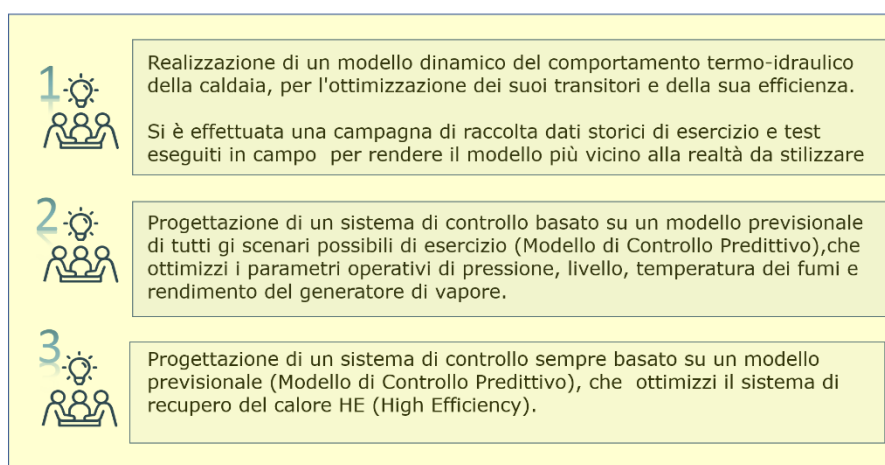 1
Realizzazione di un modello dinamico del comportamento termo-idraulico
della caldaia, per l'ottimizzazione dei suoi transitori e della sua efficienza.
Si è effettuata una campagna di raccolta dati storici di esercizio e test
eseguiti in campo  per rendere il modello più vicino alla realtà da stilizzare
2
Progettazione di un sistema di controllo basato su un modello previsionale
di tutti gi scenari possibili di esercizio (Modello di Controllo Predittivo),che
ottimizzi i parametri operativi di pressione, livello, temperatura dei fumi e
rendimento del generatore di vapore.
3
Progettazione di un sistema di controllo sempre basato su un modello
previsionale (Modello di Controllo Predittivo), che  ottimizzi il sistema di
recupero del calore HE (High Efficiency).